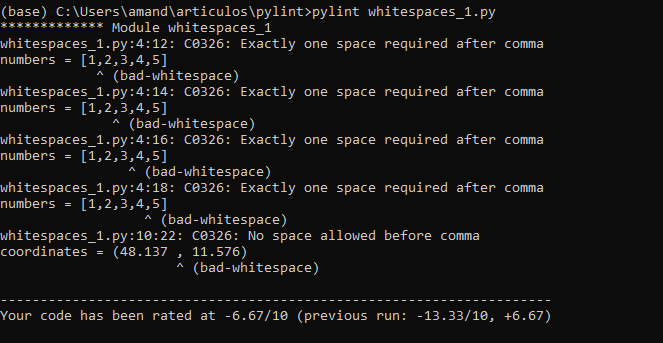 (base) C:\Users\amand\articulos\pylint>pylint whitespaces_1.py
************* Module whitespaces_1
whitespaces_1.py:4:12: C0326: Exactly one space required after comma
numbers = [1,2,3,4,5]
            ^ (bad-whitespace)
whitespaces_1.py:4:14: C0326: Exactly one space required after comma
numbers = [1,2,3,4,5]
              ^ (bad-whitespace)
whitespaces_1.py:4:16: C0326: Exactly one space required after comma
numbers = [1,2,3,4,5]
                ^ (bad-whitespace)
whitespaces_1.py:4:18: C0326: Exactly one space required after comma
numbers = [1,2,3,4,5]
                  ^ (bad-whitespace)
whitespaces_1.py:10:22: C0326: No space allowed before comma
coordinates = (48.137 , 11.576)
                      ^ (bad-whitespace)
---------------------------------------------------------------------
Your code has been rated at -6.67/10 (previous run: -13.33/10, +6.67)